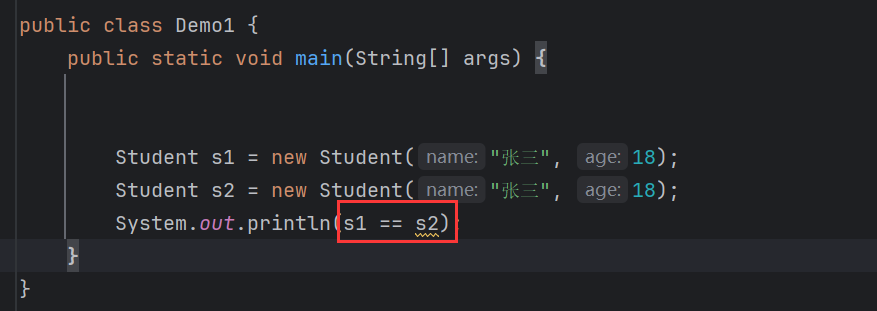 public class Demo1 {
public static void main(String[] args) {
Student s1 = new Student( name: "张三", age: 18);
Student s2 = new Student( name: "张三", age: 18);
System.out.println(s1 == s2);
}
}